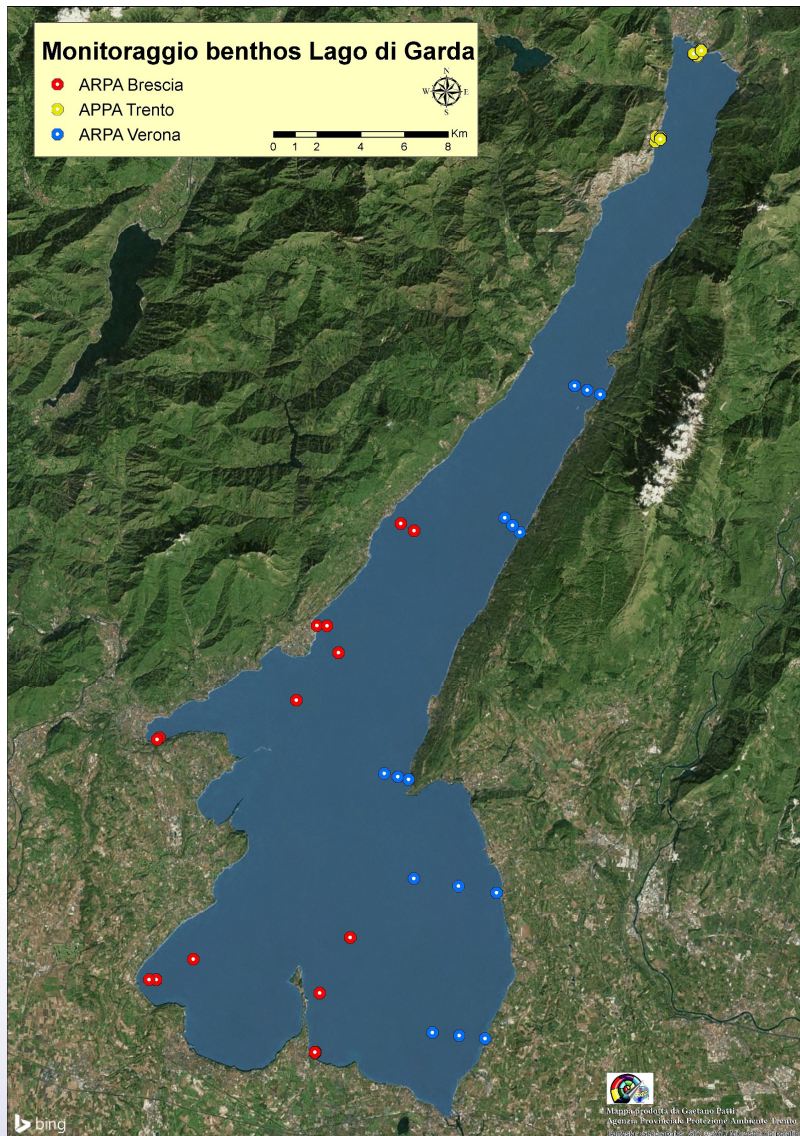 Monitoraggio benthos Lago di Garda
ARPA Brescia
APPA Trento
ARPA Verona
N
W E
S
0 1 2 4 6 8 Km
Mappa prodotta da Gaetano Patti
Agenzia Provinciale Protezione Ambiente Trento
bing